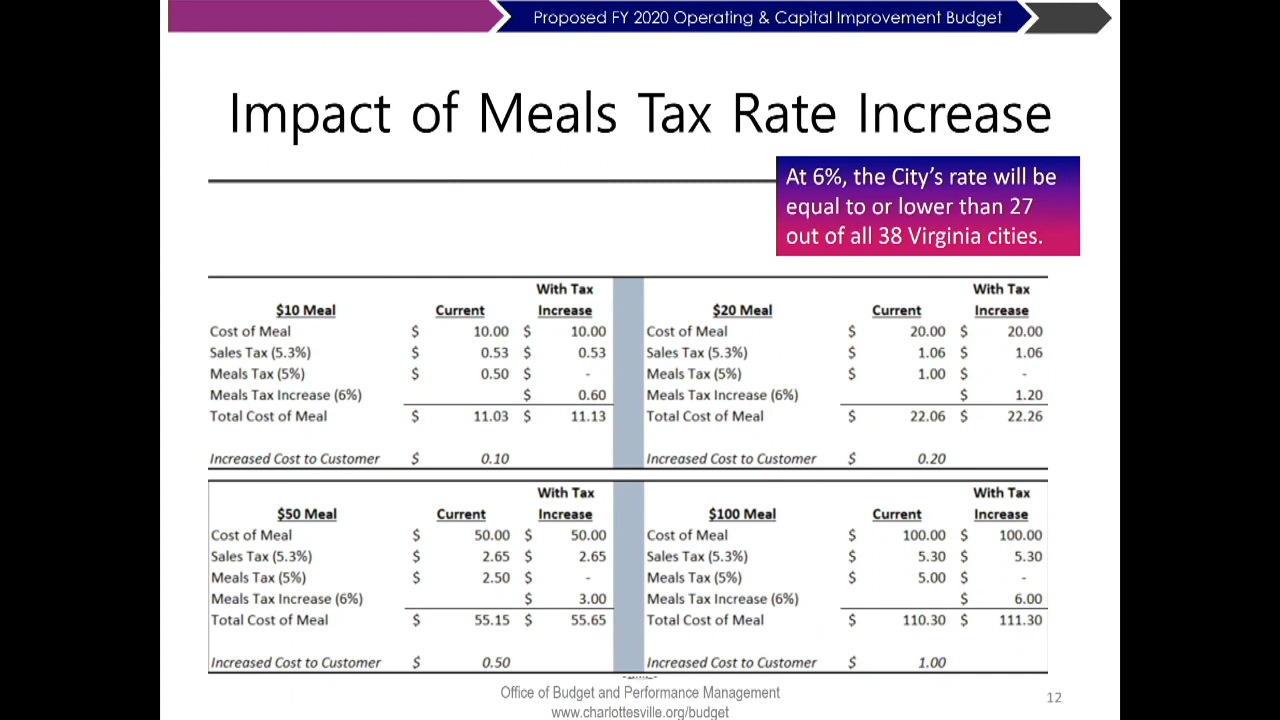 Proposed FY 2020 Operating & Capital Improvement Budget
Impact of Meals Tax Rate Increase
At 6%, the City's rate will be
equal to or lower than 27
out of all 38 Virginia cities.
With Tax
$10 Meal Current Increase
Cost of Meal $ 10.00 $ 10.00
Sales Tax (5.3%) $ 0.53 $ 0.53
Meals Tax (5%) $ 0.50 $ -
Meals Tax Increase (6%) $ 0.60
Total Cost of Meal $ 11.03 $ 11.13
Increased Cost to Customer $ 0.10
With Tax
$20 Meal Current Increase
Cost of Meal $ 20.00 $ 20.00
Sales Tax (5.3%) $ 1.06 $ 1.06
Meals Tax (5%) $ 1.00 $ -
Meals Tax Increase (6%) $ 1.20
Total Cost of Meal $ 22.06 $ 22.26
Increased Cost to Customer $ 0.20
With Tax
$50 Meal Current Increase
Cost of Meal $ 50.00 $ 50.00
Sales Tax (5.3%) $ 2.65 $ 2.65
Meals Tax (5%) $ 2.50 $ -
Meals Tax Increase (6%) $ 3.00
Total Cost of Meal $ 55.15 $ 55.65
Increased Cost to Customer $ 0.50
With Tax
$100 Meal Current Increase
Cost of Meal $ 100.00 $ 100.00
Sales Tax (5.3%) $ 5.30 $ 5.30
Meals Tax (5%) $ 5.00 $ -
Meals Tax Increase (6%) $ 6.00
Total Cost of Meal $ 110.30 $ 111.30
Increased Cost to Customer $ 1.00
Office of Budget and Performance Management
www.charlottesville.org/budget
12